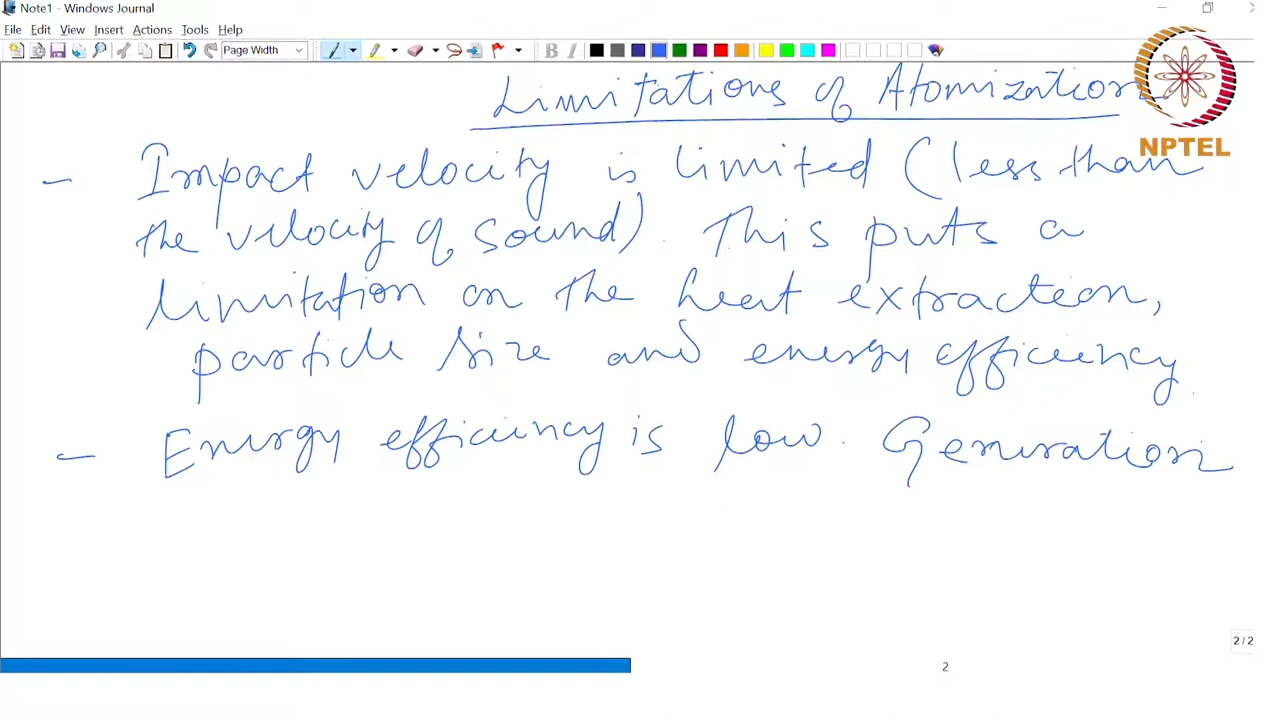 Note1 - Windows Journal
File Edit View Insert Actions Tools Help
Page Width
B I
Limitations of Atomization
NPTEL
- Impact velocity is limited (less than
the velocity of sound). This puts a
limitation on the heat extraction,
particle size and energy efficiency.
- Energy efficiency is low. Generation
2 / 2
2